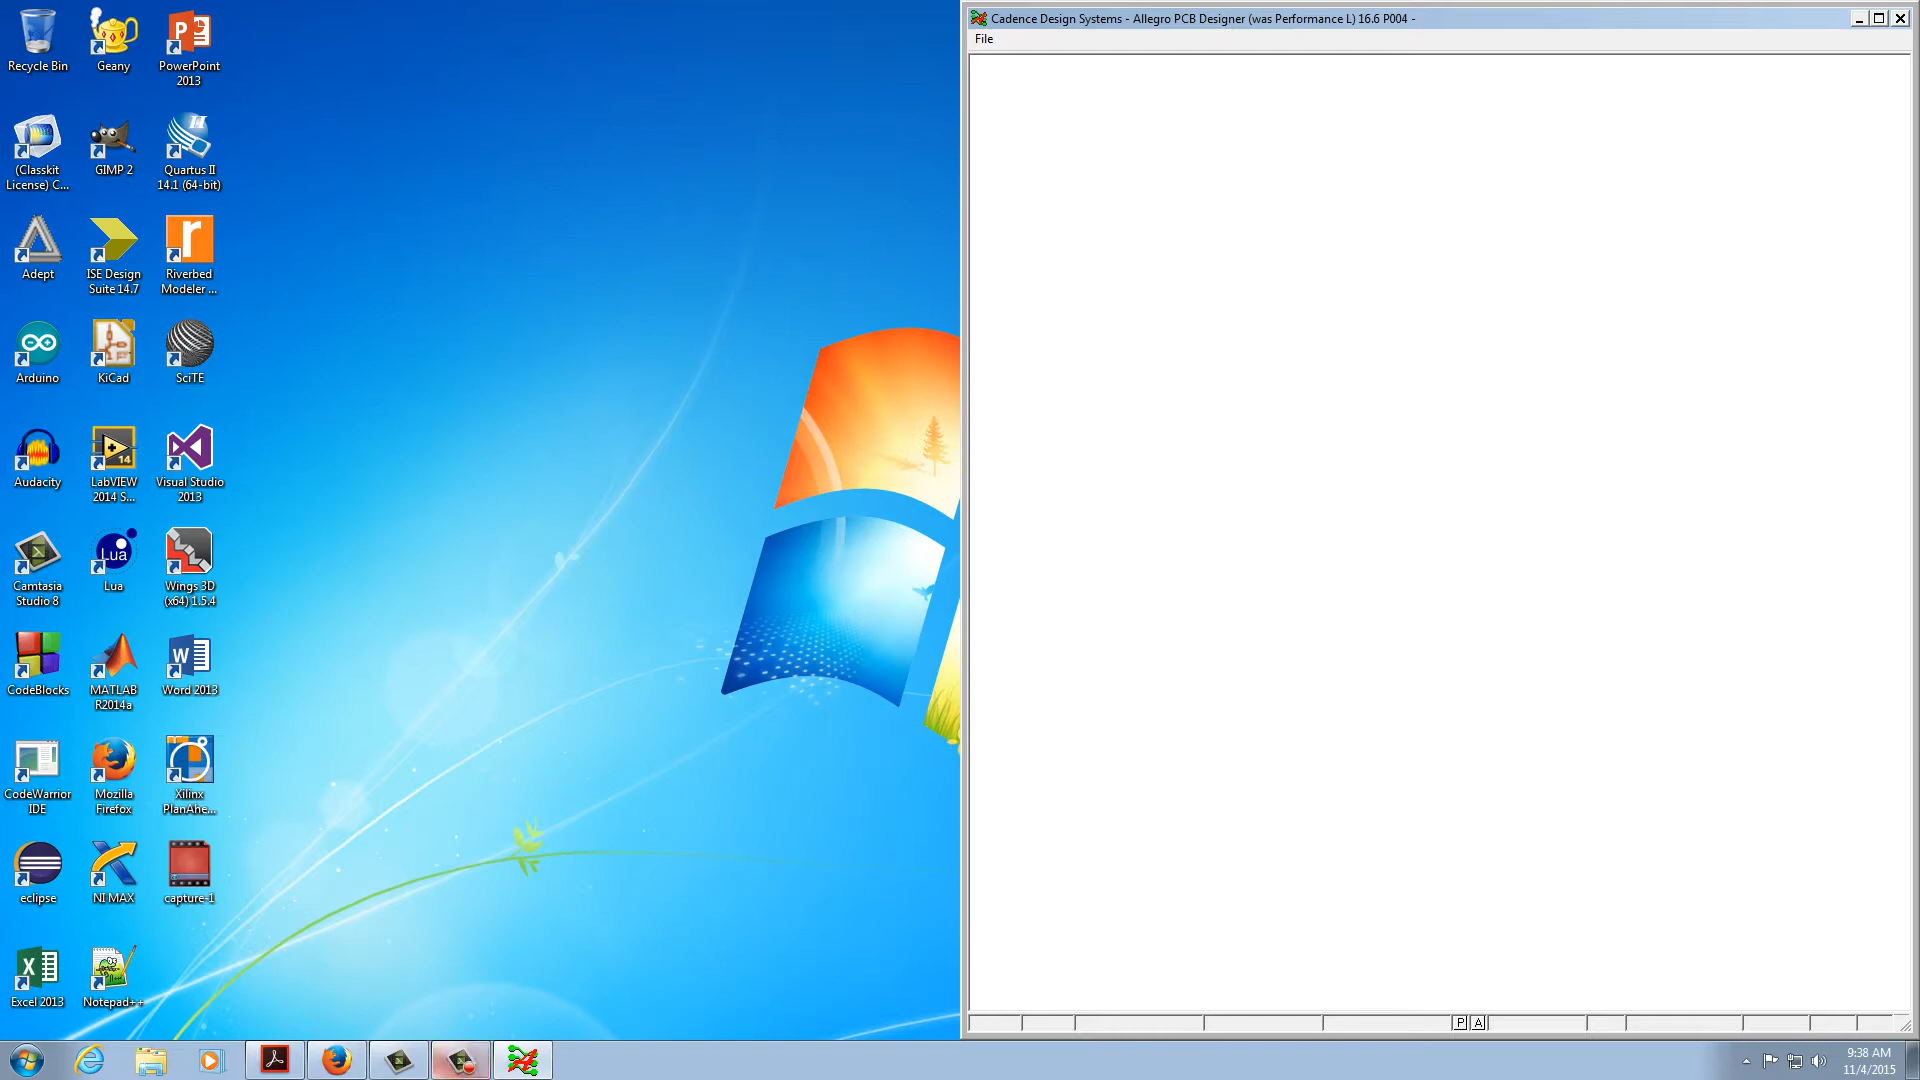 Recycle Bin
Geany
PowerPoint
2013
(Classkit
License) C...
GIMP 2
Quartus II
14.1 (64-bit)
Adept
ISE Design
Suite 14.7
Riverbed
Modeler ...
Arduino
KiCad
SciTE
Audacity
LabVIEW
2014 S...
Visual Studio
2013
Camtasia
Studio 8
Lua
Lua
Wings 3D
(x64) 1.5.4
CodeBlocks
MATLAB
R2014a
Word 2013
CodeWarrior
IDE
Mozilla
Firefox
Xilinx
PlanAhe...
eclipse
NI MAX
capture-1
Excel 2013
Notepad++
Cadence Design Systems - Allegro PCB Designer (was Performance L) 16.6 P004 -
File
P A
9:38 AM
11/4/2015